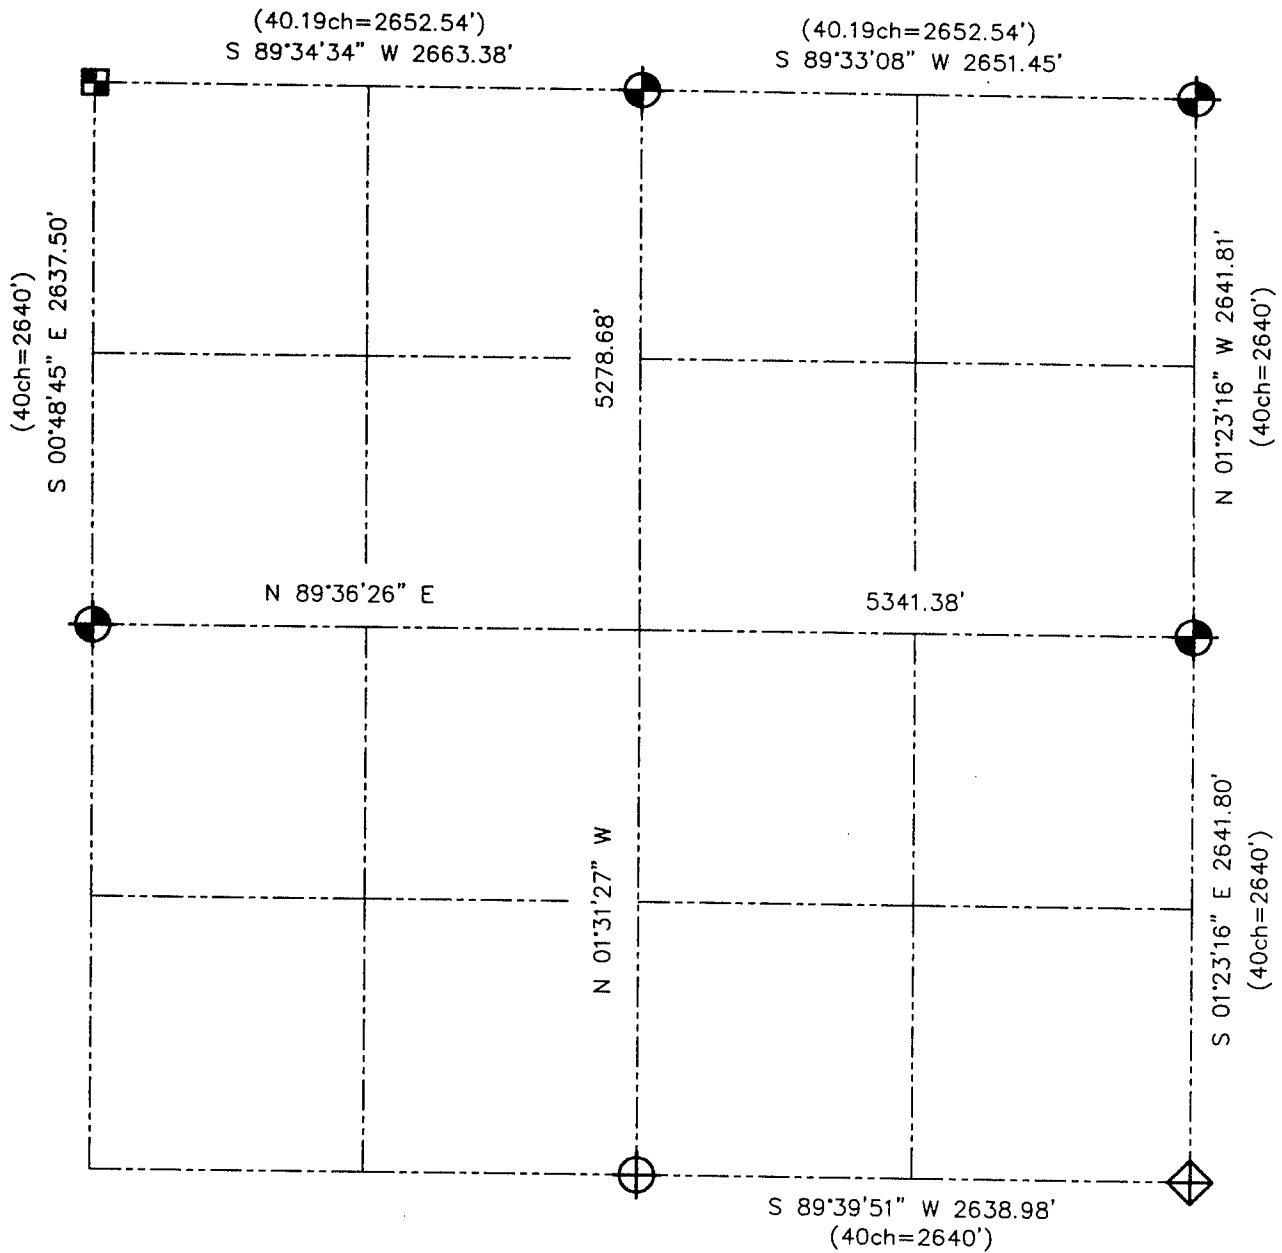 (40.19ch=2652.54')
S 89°34'34" W 2663.38'
(40.19ch=2652.54')
S 89°33'08" W 2651.45'
(40ch=2640')
S 00°48'45" E 2637.50'
5278.68'
N 01°23'16" W 2641.81'
(40ch=2640')
N 89°36'26" E
5341.38'
N 01°31'27" W
S 01°23'16" E 2641.80'
(40ch=2640')
S 89°39'51" W 2638.98'
(40ch=2640')